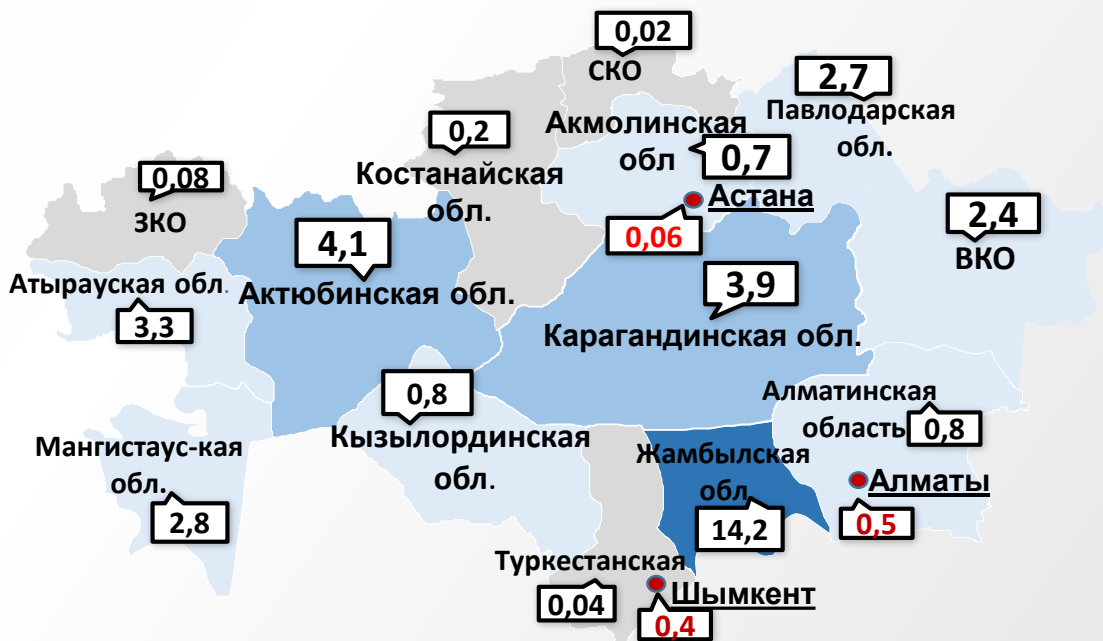 0,02
СКО
2,7
Павлодарская
обл.
0,2
Костанайская
обл.
Акмолинская
обл
0,7
Астана
0,06
0,08
ЗКО
4,1
Актюбинская обл.
2,4
ВКО
Атырауская обл.
3,3
3,9
Карагандинская обл.
0,8
Кызылординская
обл.
Алматинская
область
0,8
Мангистаус-кая
обл.
2,8
Жамбылская
обл
14,2
Алматы
0,5
Туркестанская
0,04
Шымкент
0,4